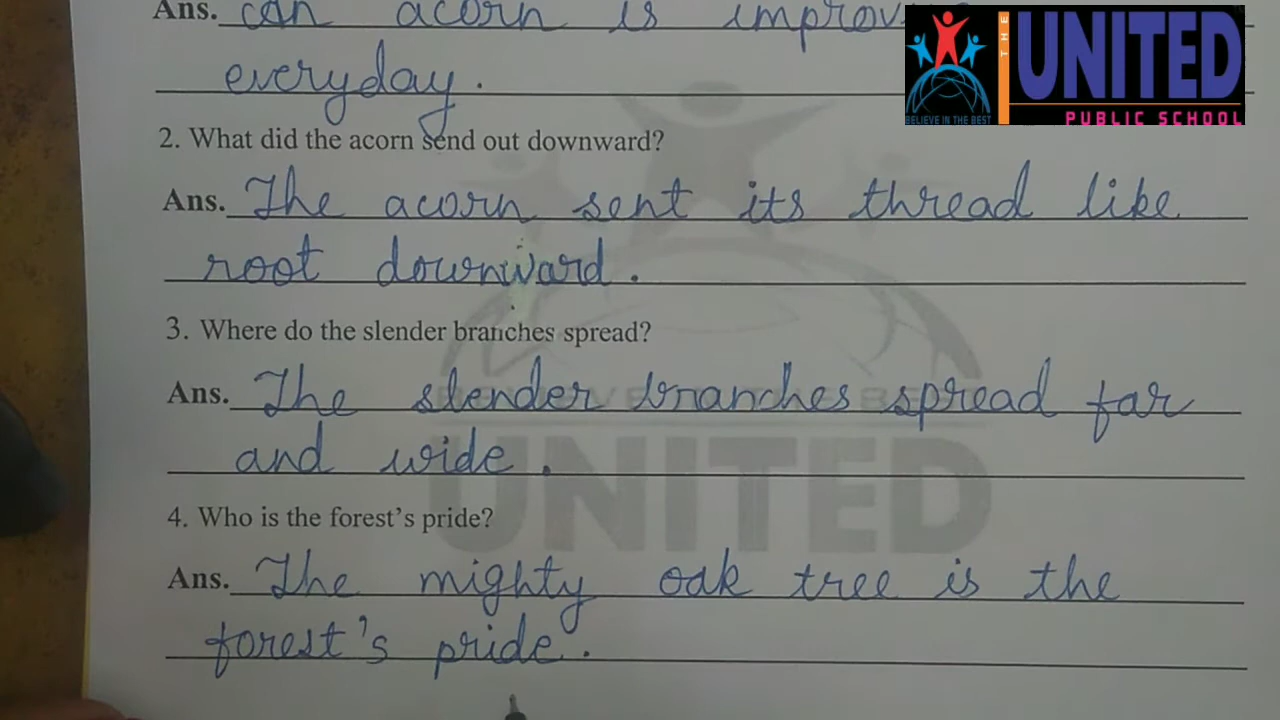 Ans. an acorn is
everyday.
THE UNITED
BELIEVE IN THE BEST
PUBLIC SCHOOL
2. What did the acorn send out downward?
Ans. The acorn sent its thread like
root downward.
3. Where do the slender branches spread?
Ans. The slender branches spread far
and wide.
UNITED
4. Who is the forest's pride?
Ans. The mighty oak tree is the
forest's pride.